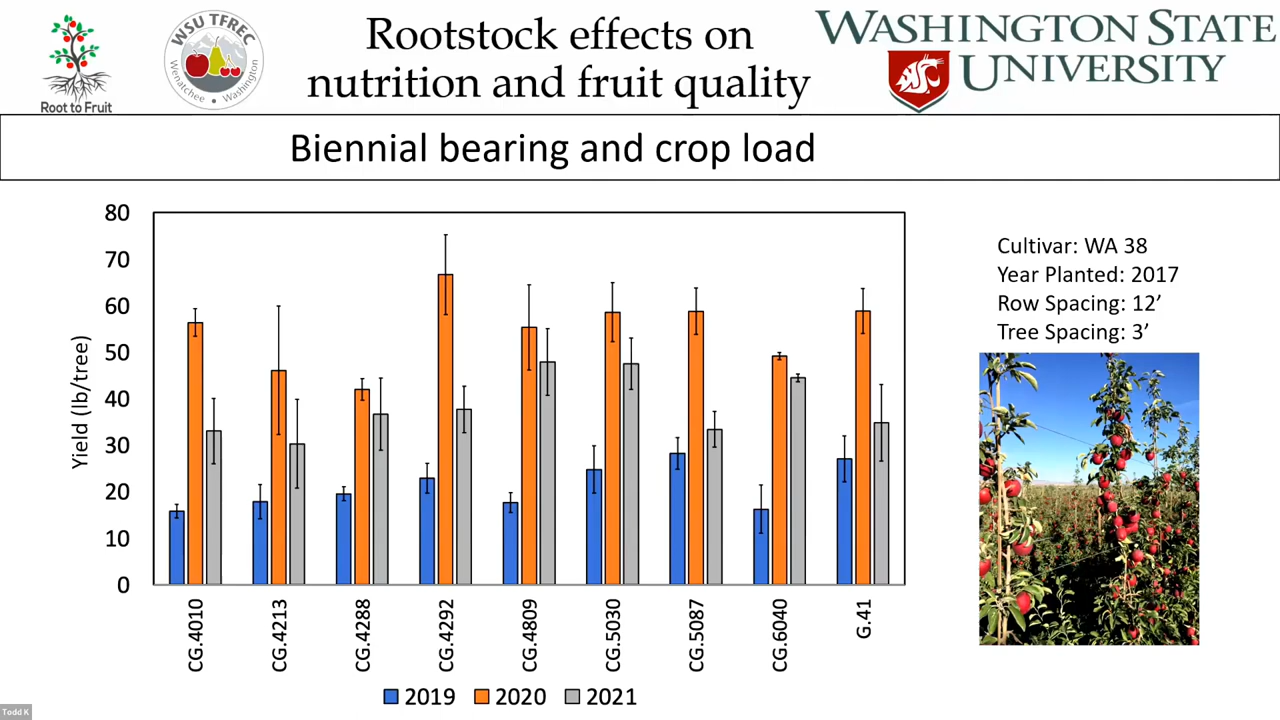 Root to Fruit
WSU TFREC
Wenatchee • Washington
Rootstock effects on
nutrition and fruit quality
WASHINGTON STATE
UNIVERSITY
Biennial bearing and crop load
Yield (lb/tree)
80
70
60
50
40
30
20
10
0
CG.4010
CG.4213
CG.4288
CG.4292
CG.4809
CG.5030
CG.5087
CG.6040
G.41
2019 2020 2021
Cultivar: WA 38
Year Planted: 2017
Row Spacing: 12’
Tree Spacing: 3’
Todd K